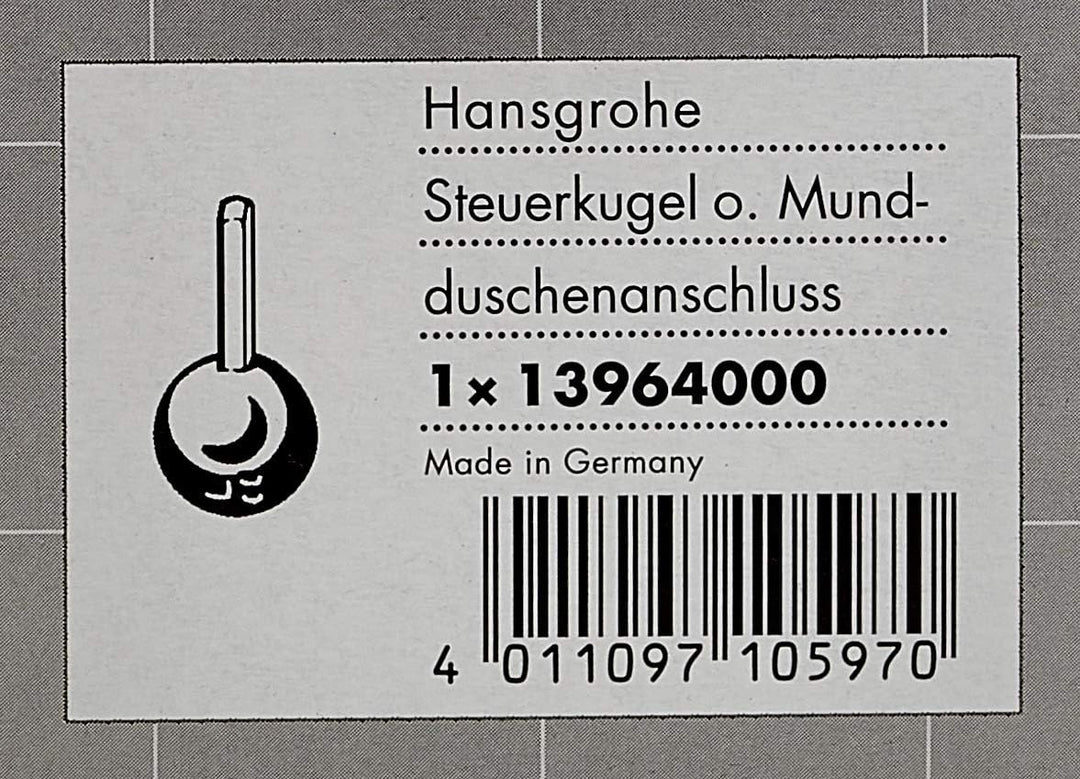 Hansgrohe
Steuerkugel o. Mund-
duschenanschluss
1 x 13964000
Made in Germany
4 011097 105970